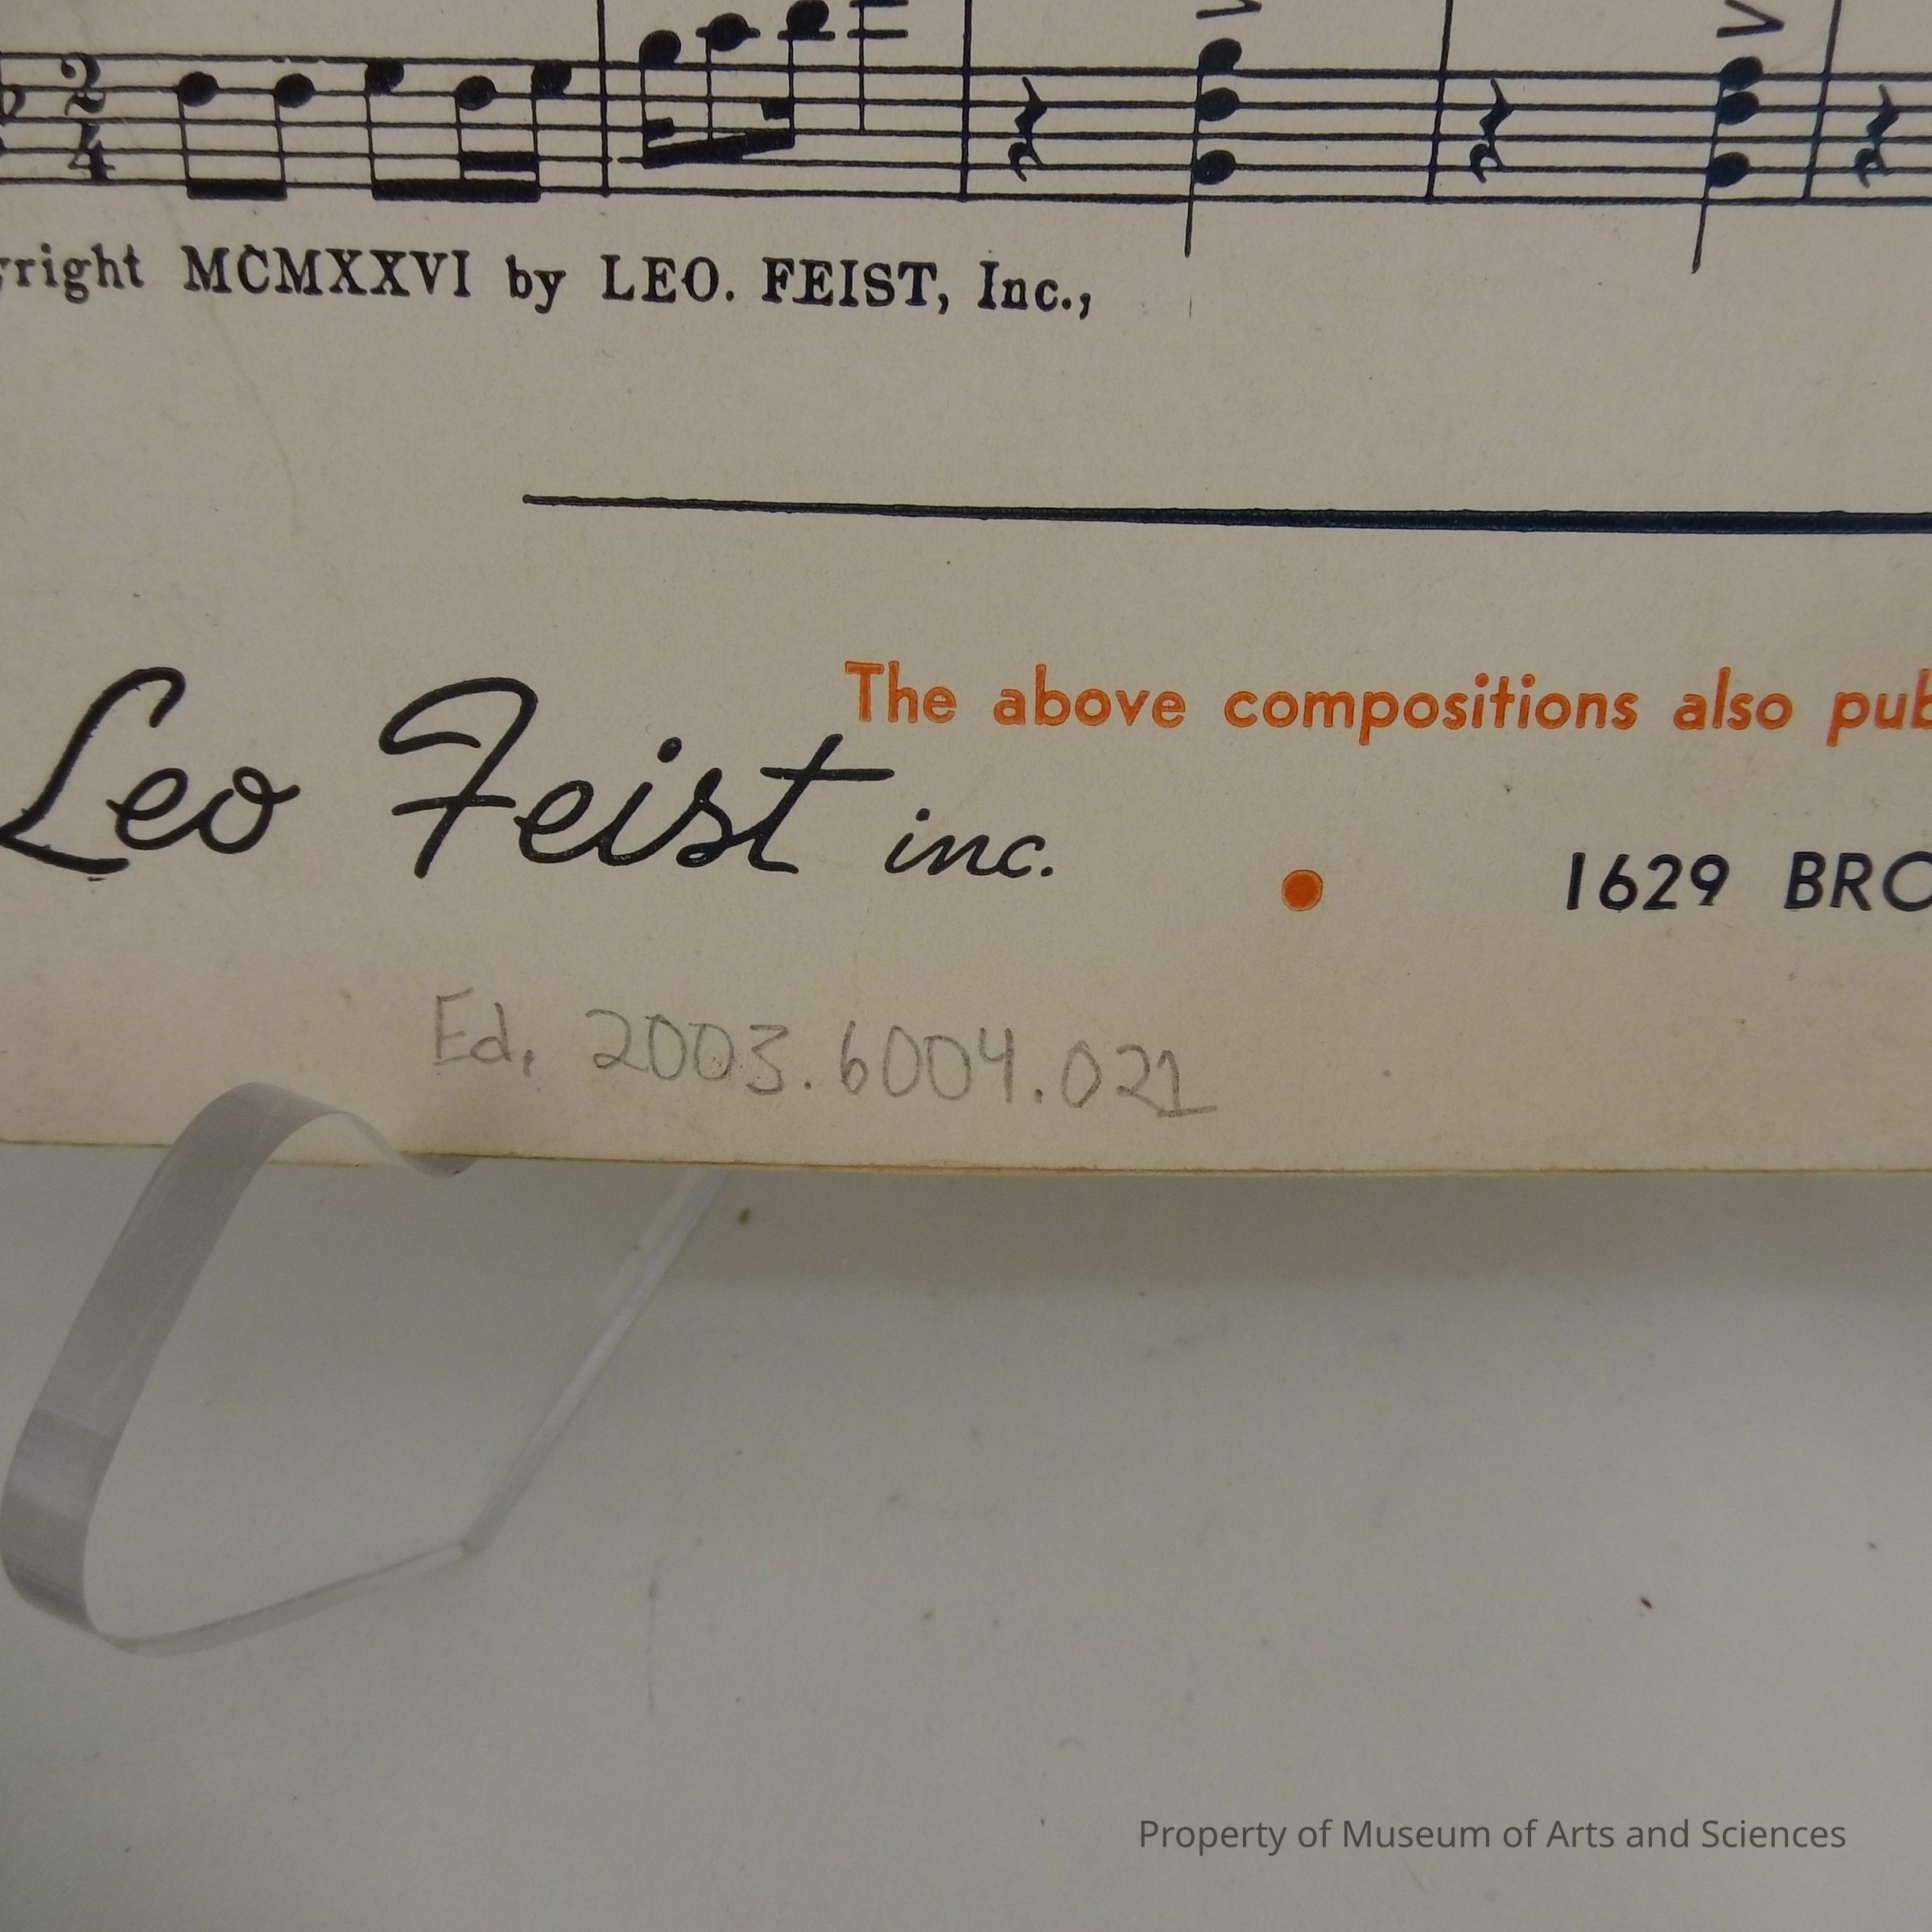 yright MCMXXVI by LEO. FEIST, Inc.,
The above compositions also pub
Leo Feist inc. • 1629 BRO
Ed. 2003.6004.021
Property of Museum of Arts and Sciences